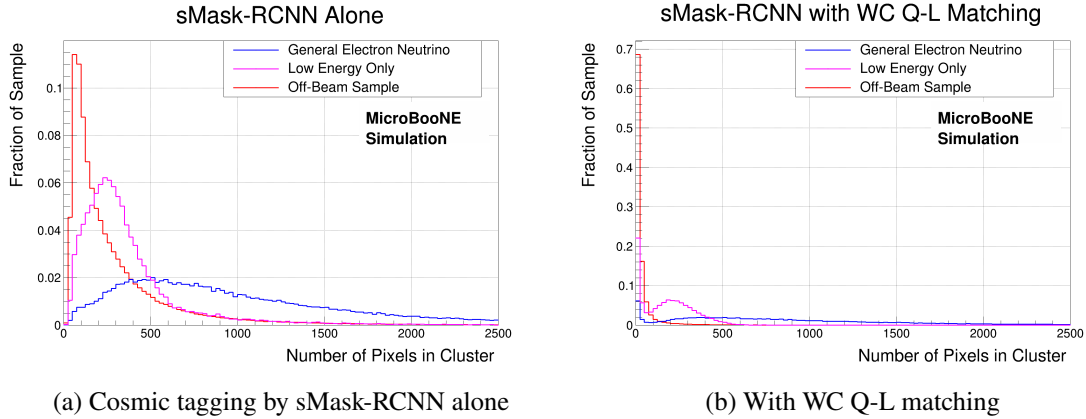 sMask-RCNN Alone
Fraction of Sample
0.1
0.08
0.06
0.04
0.02
0
0 500 1000 1500 2000 2500
Number of Pixels in Cluster
General Electron Neutrino
Low Energy Only
Off-Beam Sample
MicroBooNE
Simulation
(a) Cosmic tagging by sMask-RCNN alone
sMask-RCNN with WC Q-L Matching
Fraction of Sample
0.7
0.6
0.5
0.4
0.3
0.2
0.1
0
0 500 1000 1500 2000 2500
Number of Pixels in Cluster
General Electron Neutrino
Low Energy Only
Off-Beam Sample
MicroBooNE
Simulation
(b) With WC Q-L matching